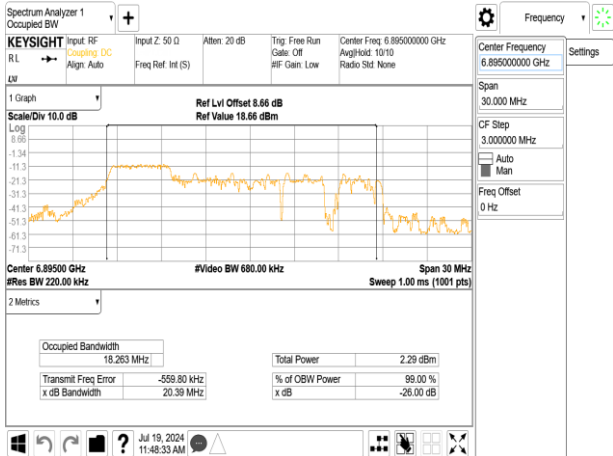 Spectrum Analyzer 1
Occupied BW
+
Frequency
KEYSIGHT
RL
Input: RF
Coupling: DC
Align: Auto
Input Z: 50 Ω
Freq Ref: Int (S)
Atten: 20 dB
Trig: Free Run
Gate: Off
#IF Gain: Low
Center Freq: 6.895000000 GHz
Avg|Hold: 10/10
Radio Std: None
Center Frequency
6.895000000 GHz
Settings
Span
30.000 MHz
CF Step
3.000000 MHz
Auto
Man
Freq Offset
0 Hz
1 Graph
Scale/Div 10.0 dB
Ref Lvl Offset 8.66 dB
Ref Value 18.66 dBm
Log
8.66
-1.34
-11.3
-21.3
-31.3
-41.3
-51.3
-61.3
-71.3
Center 6.89500 GHz
#Video BW 680.00 kHz
Span 30 MHz
#Res BW 220.00 kHz
Sweep 1.00 ms (1001 pts)
2 Metrics
Occupied Bandwidth
18.263 MHz
Total Power 2.29 dBm
Transmit Freq Error -559.80 kHz
% of OBW Power 99.00 %
x dB Bandwidth 20.39 MHz
x dB -26.00 dB
?
Jul 19, 2024
11:48:33 AM